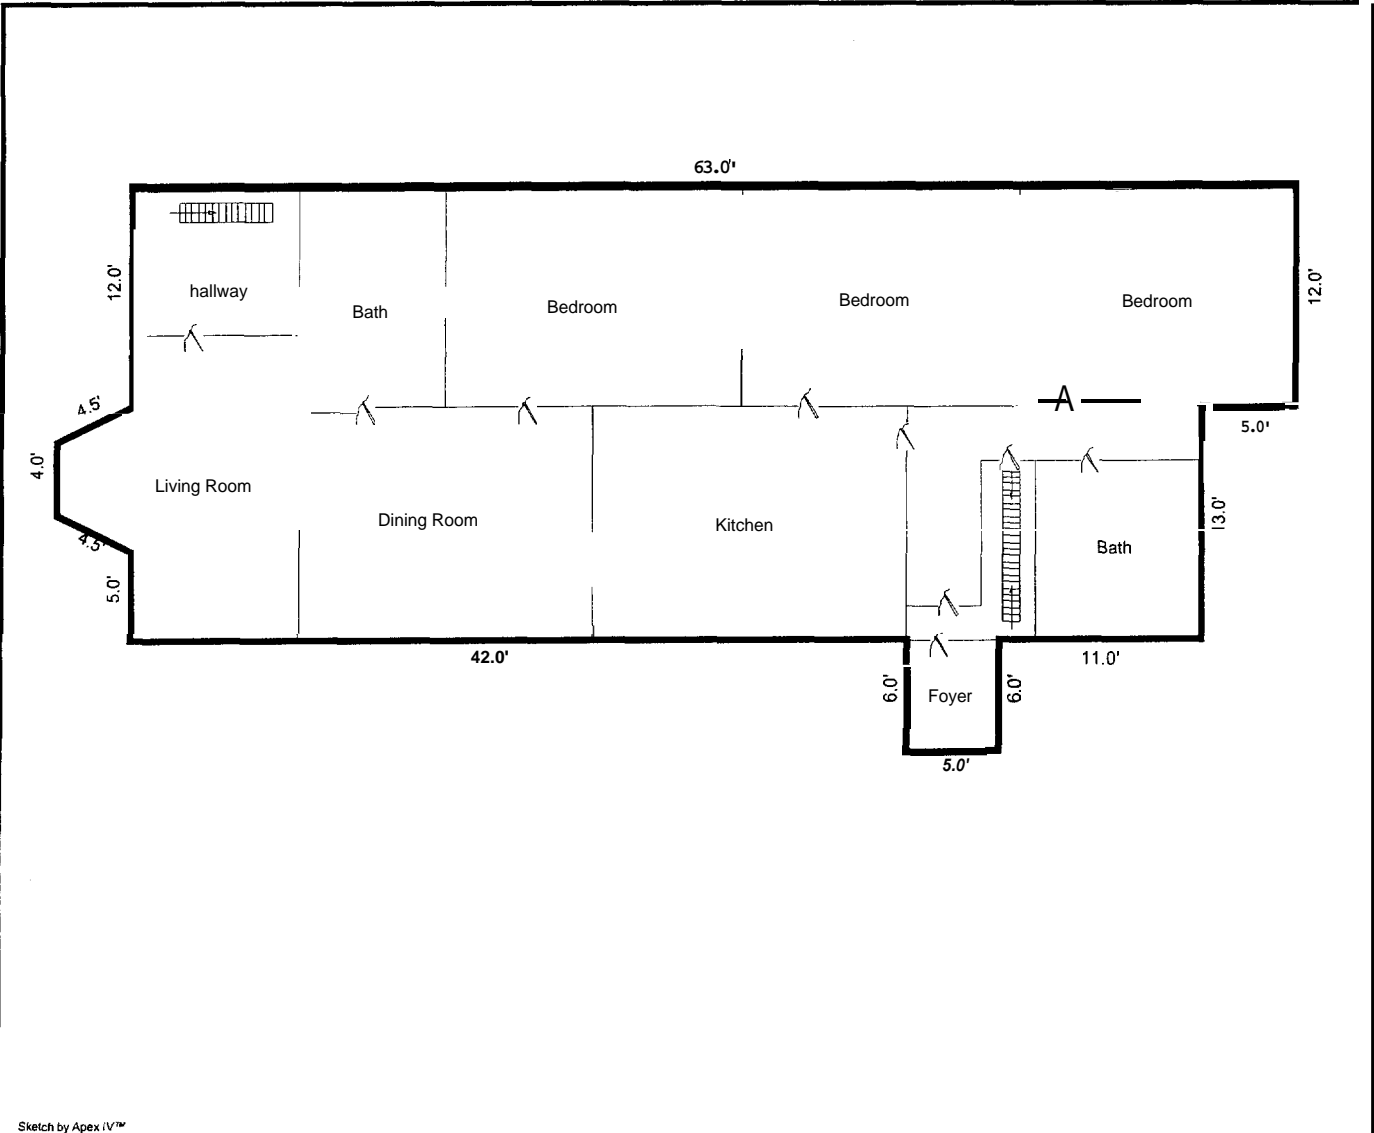 63.0'
12.0'
hallway
Bath
Bedroom
Bedroom
Bedroom
12.0'
A
4.5'
5.0'
4.0'
Living Room
Dining Room
Kitchen
13.0'
4.5'
Bath
5.0'
42.0'
11.0'
6.0'
Foyer
6.0'
5.0'
Sketch by Apex IV™